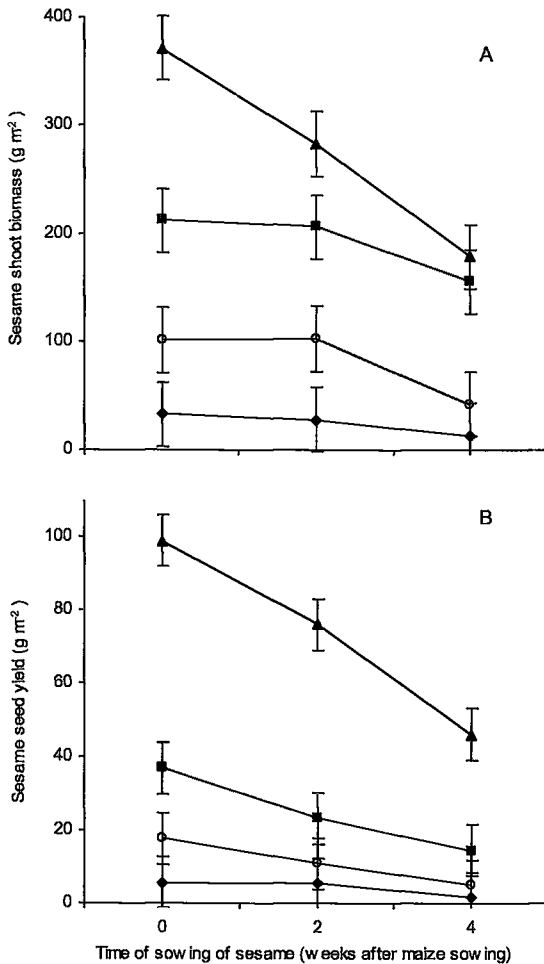 400
A
300
200
100
0
Sesame shoot biomass (g m⁻²)
B
100
80
60
40
20
0
Sesame seed yield (g m⁻²)
0 2 4
Time of sowing of sesame (weeks after maize sowing)